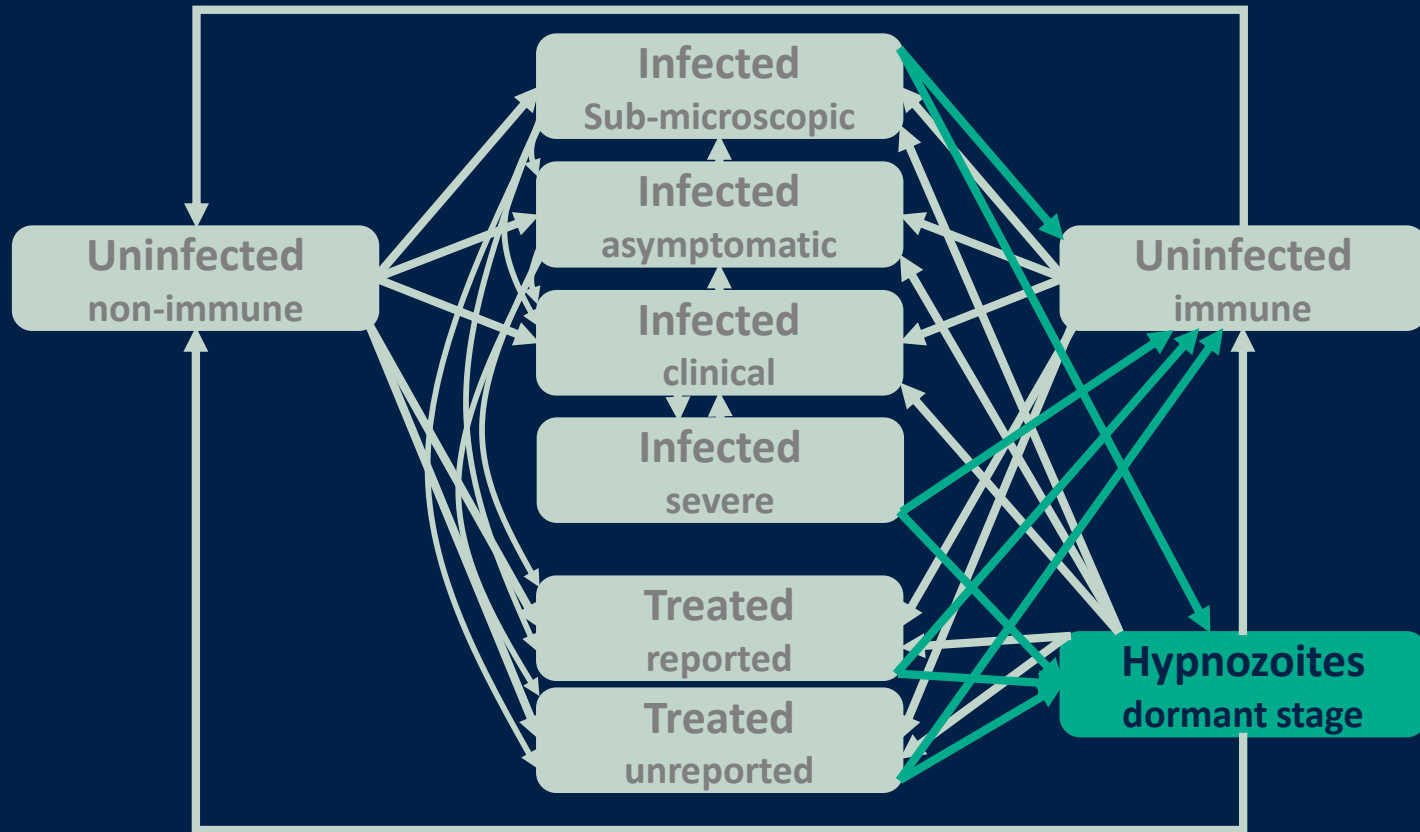 Infected
Sub-microscopic
Infected
asymptomatic
Uninfected
non-immune
Uninfected
immune
Infected
clinical
Infected
severe
Treated
reported
Hypnozoites
dormant stage
Treated
unreported